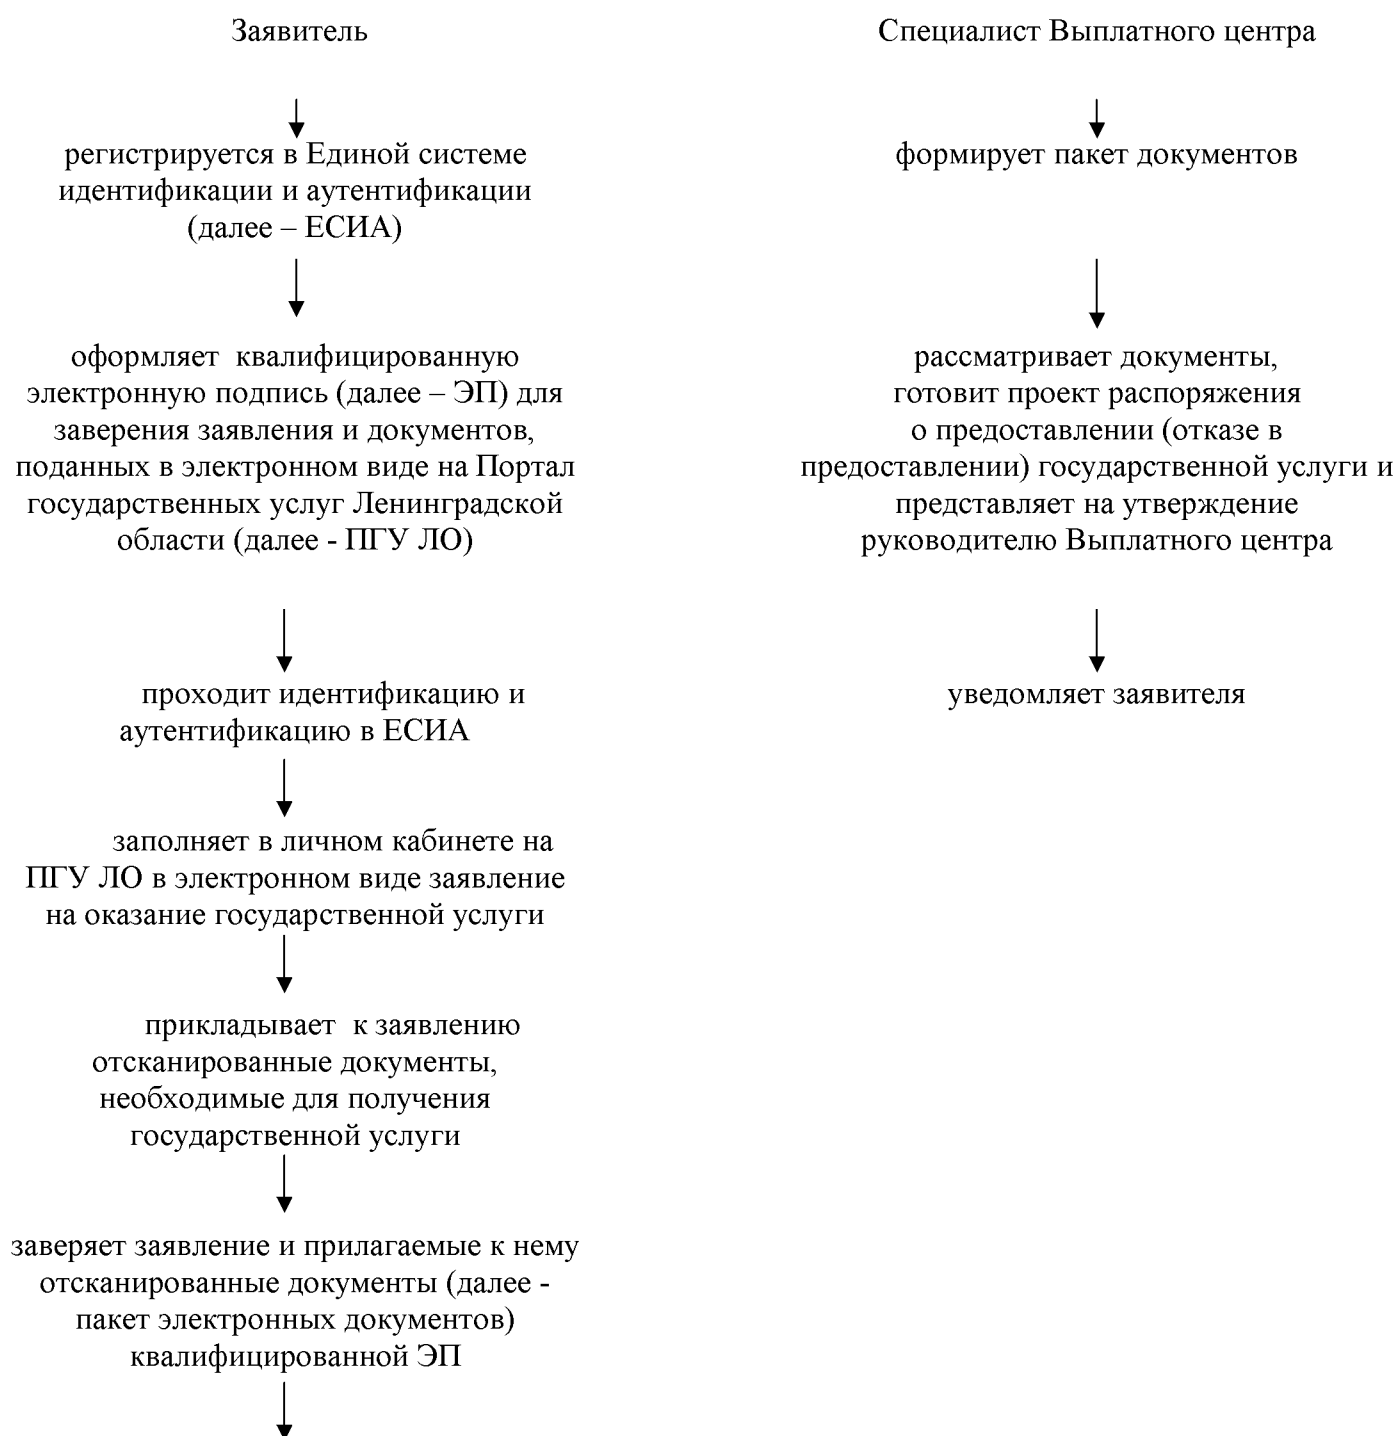 Заявитель
регистрируется в Единой системе
идентификации и аутентификации
(далее – ЕСИА)
оформляет квалифицированную
электронную подпись (далее – ЭП) для
заверения заявления и документов,
поданных в электронном виде на Портал
государственных услуг Ленинградской
области (далее - ПГУ ЛО)
проходит идентификацию и
аутентификацию в ЕСИА
заполняет в личном кабинете на
ПГУ ЛО в электронном виде заявление
на оказание государственной услуги
прикладывает к заявлению
отсканированные документы,
необходимые для получения
государственной услуги
заверяет заявление и прилагаемые к нему
отсканированные документы (далее -
пакет электронных документов)
квалифицированной ЭП
Специалист Выплатного центра
формирует пакет документов
рассматривает документы,
готовит проект распоряжения
о предоставлении (отказе в
предоставлении) государственной услуги и
представляет на утверждение
руководителю Выплатного центра
уведомляет заявителя